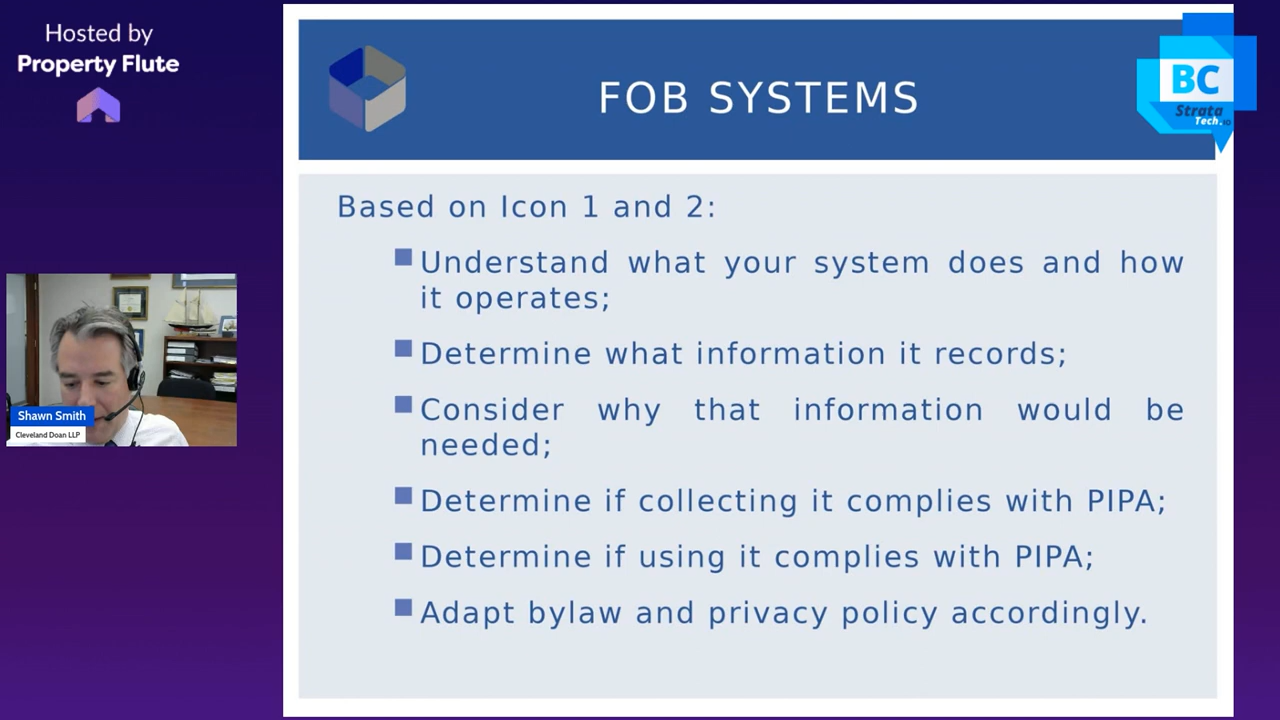 Hosted by
Property Flute
FOB SYSTEMS
BC
Strata
Tech.IO
Based on Icon 1 and 2:
Understand what your system does and how
it operates;
Determine what information it records;
Consider why that information would be
needed;
Determine if collecting it complies with PIPA;
Determine if using it complies with PIPA;
Adapt bylaw and privacy policy accordingly.
Shawn Smith
Cleveland Doan LLP